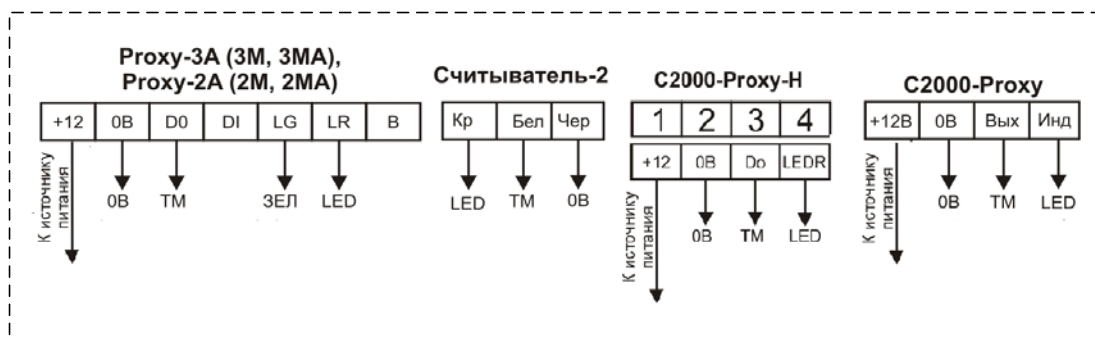 Proxy-3A (3M, 3MA),
Proxy-2A (2M, 2MA)
+12 0В D0 DI LG LR B
К источнику
питания
0В ТМ ЗЕЛ LED
Считыватель-2
Кр Бел Чер
LED ТМ 0В
С2000-Proxy-H
1 2 3 4
+12 0В Do LEDR
К источнику
питания
0В ТМ LED
С2000-Proxy
+12В 0В Вых Инд
К источнику
питания
0В ТМ LED